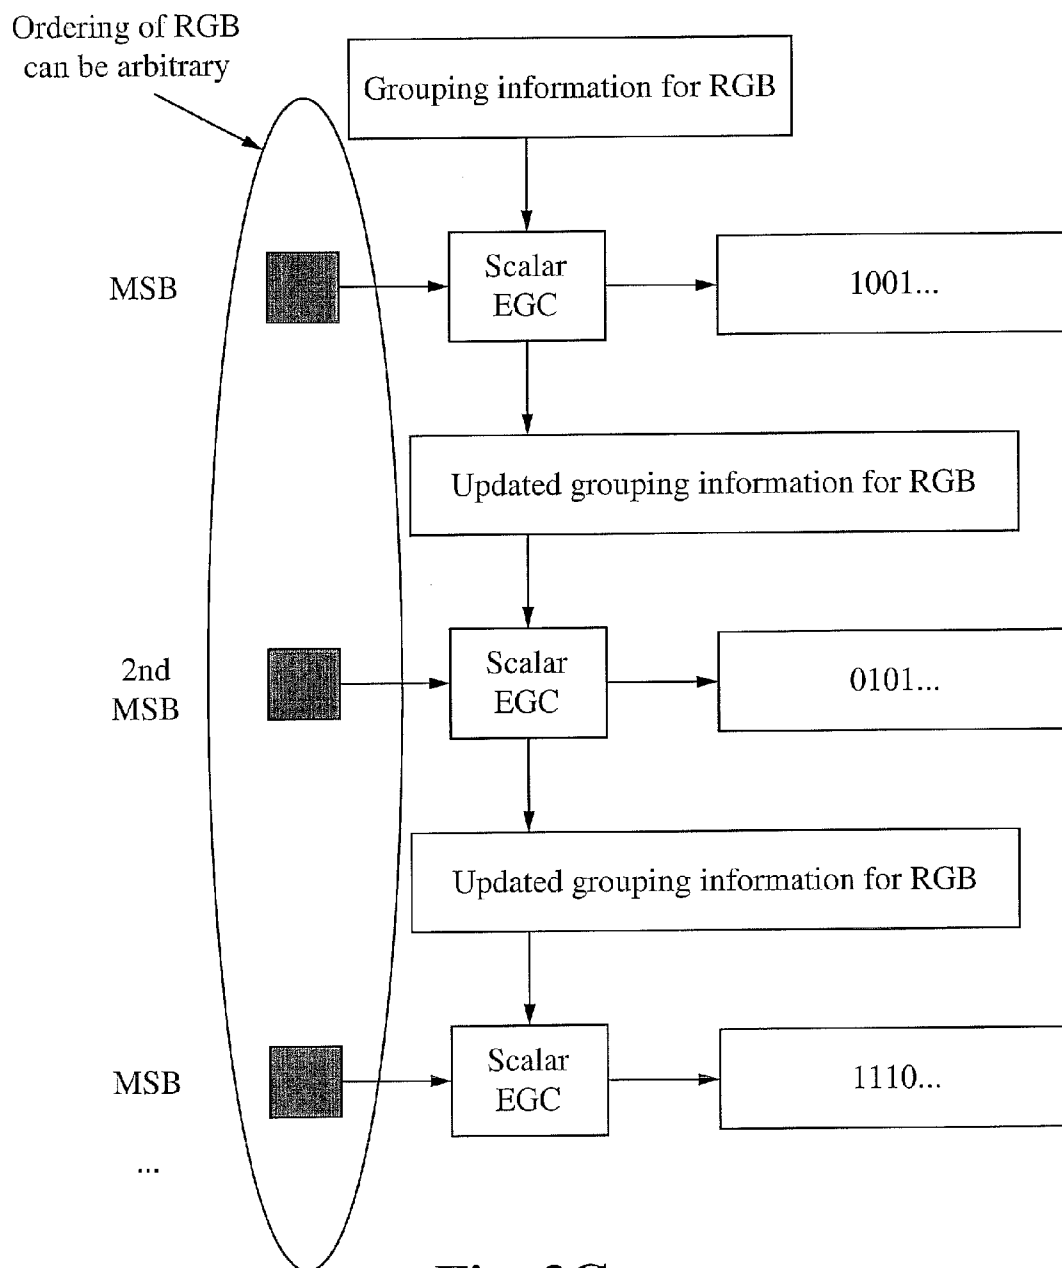 Ordering of RGB
can be arbitrary
Grouping information for RGB
MSB
Scalar
EGC
1001...
Updated grouping information for RGB
2nd
MSB
Scalar
EGC
0101...
Updated grouping information for RGB
MSB
Scalar
EGC
1110...
...